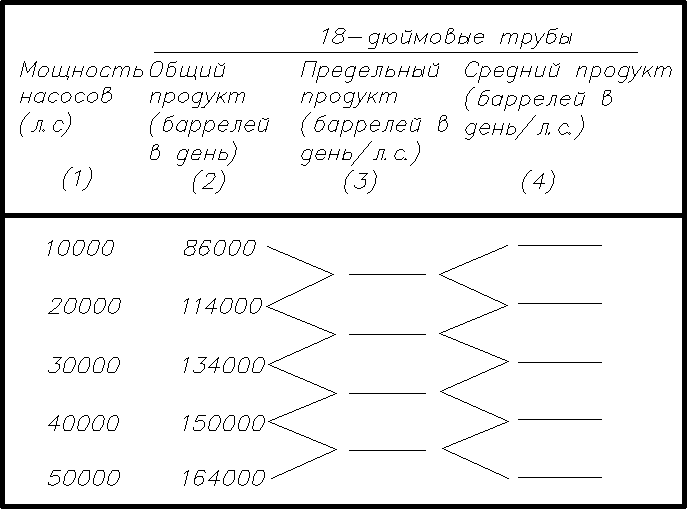 18-дюймовые трубы
Мощность Общий Предельный Средний продукт
насосов продукт продукт (баррелей в
(л.с) (баррелей (баррелей в день/л.с.)
в день) день/л.с.)
(1) (2) (3) (4)
10000 86000
20000 114000
30000 134000
40000 150000
50000 164000